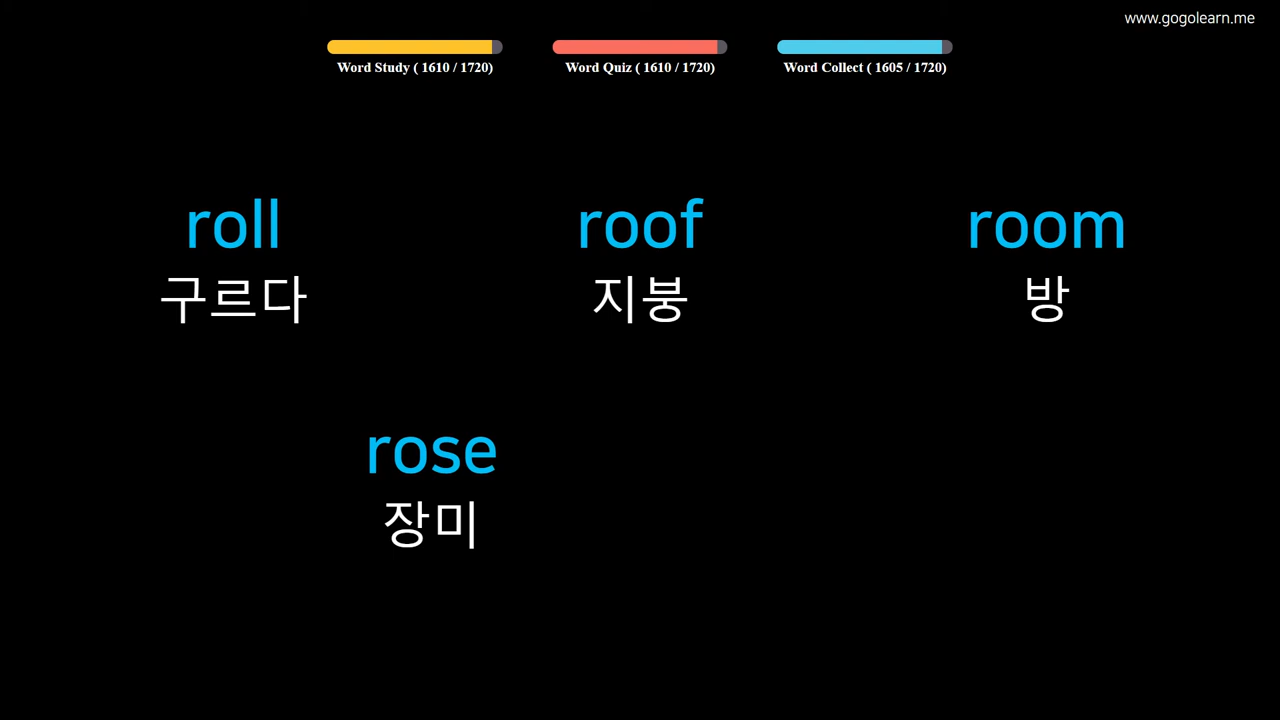 www.gogolearn.me
Word Study ( 1610 / 1720)
Word Quiz ( 1610 / 1720)
Word Collect ( 1605 / 1720)
roll
구르다
roof
지붕
room
방
rose
장미